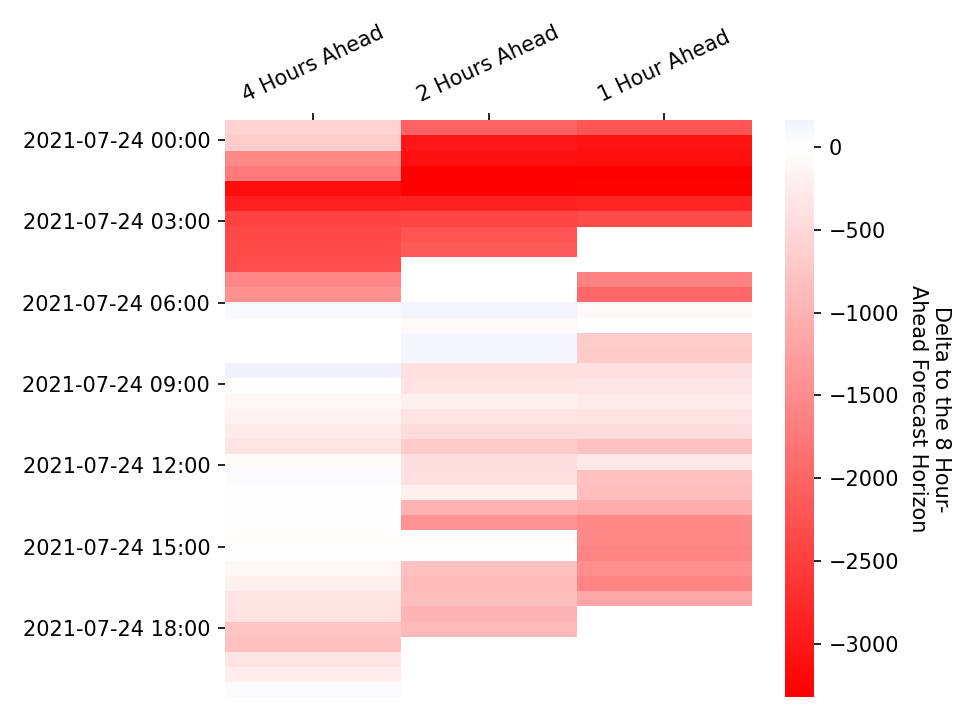 4 Hours Ahead
2 Hours Ahead
1 Hour Ahead
2021-07-24 00:00
2021-07-24 03:00
2021-07-24 06:00
2021-07-24 09:00
2021-07-24 12:00
2021-07-24 15:00
2021-07-24 18:00
0
−500
−1000
−1500
−2000
−2500
−3000
Delta to the 8 Hour-
Ahead Forecast Horizon